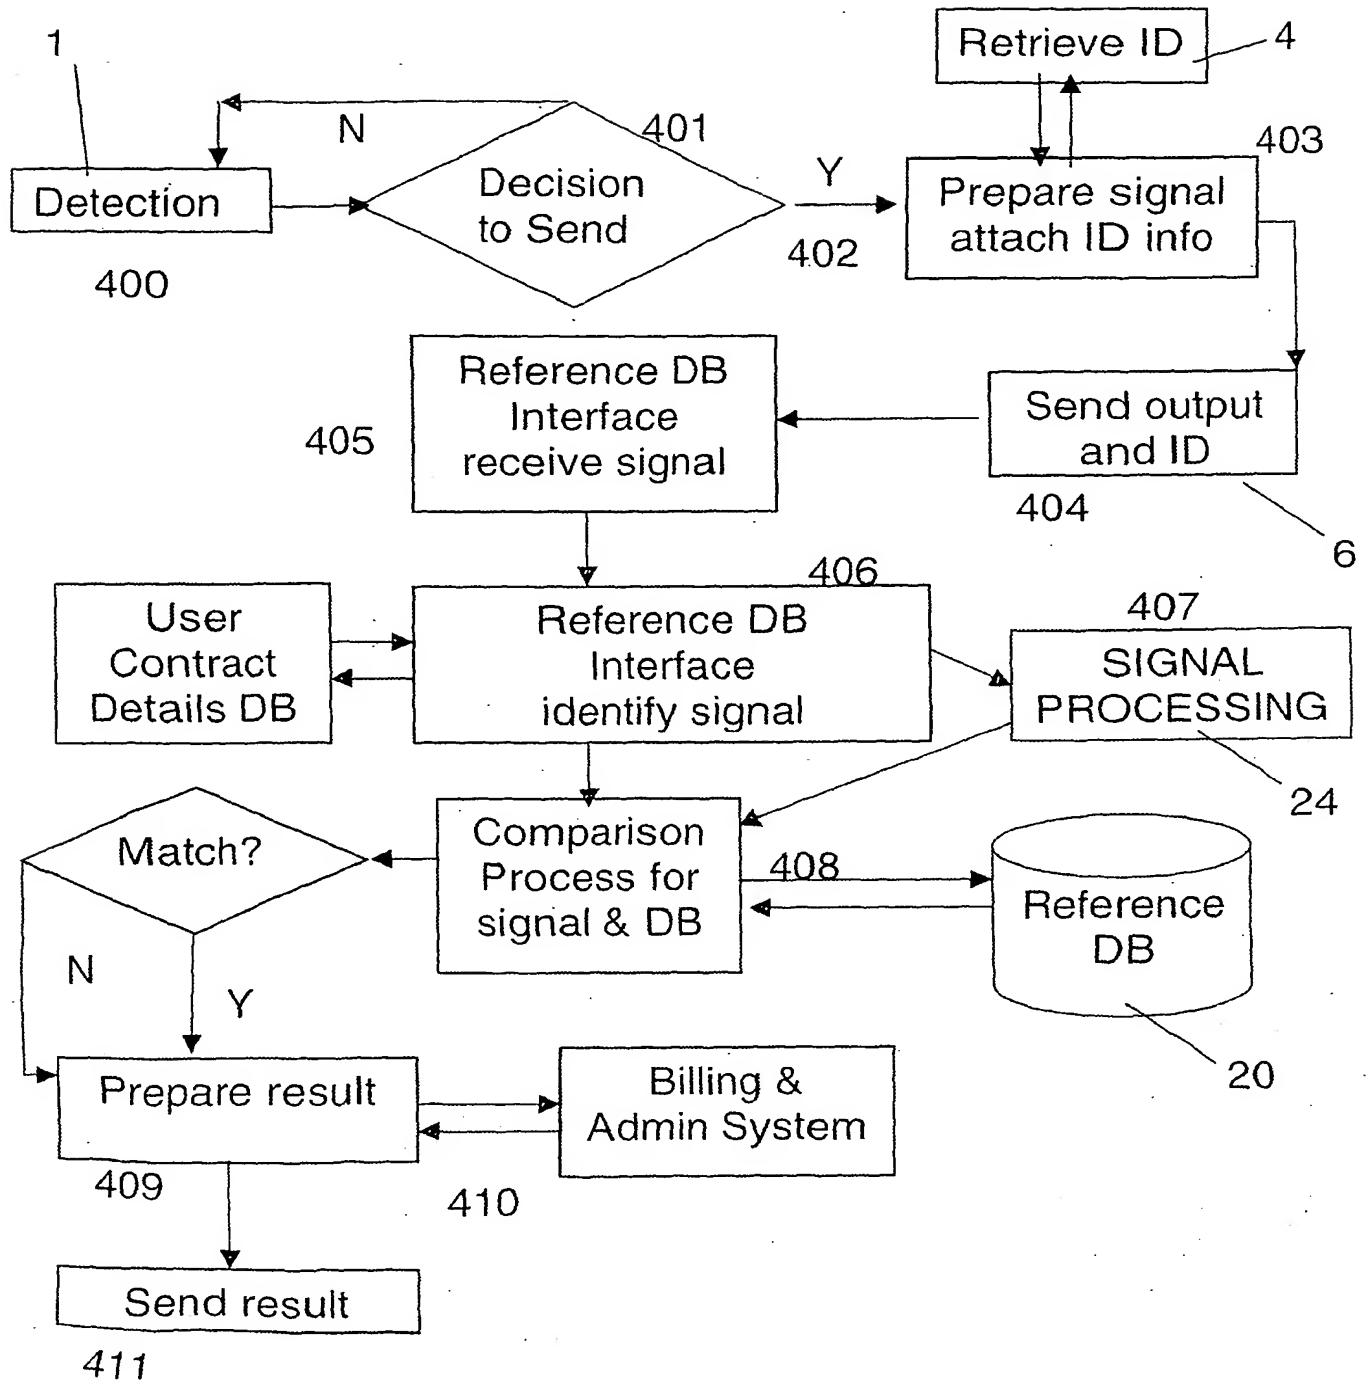 1
Retrieve ID
4
N
401
403
Detection
Decision
to Send
Y
Prepare signal
attach ID info
400
402
Reference DB
Interface
receive signal
405
Send output
and ID
404
6
406
User
Contract
Details DB
Reference DB
Interface
identify signal
407
SIGNAL
PROCESSING
24
Match?
Comparison
Process for
signal & DB
408
Reference
DB
N
Y
20
Prepare result
Billing &
Admin System
409
410
Send result
411